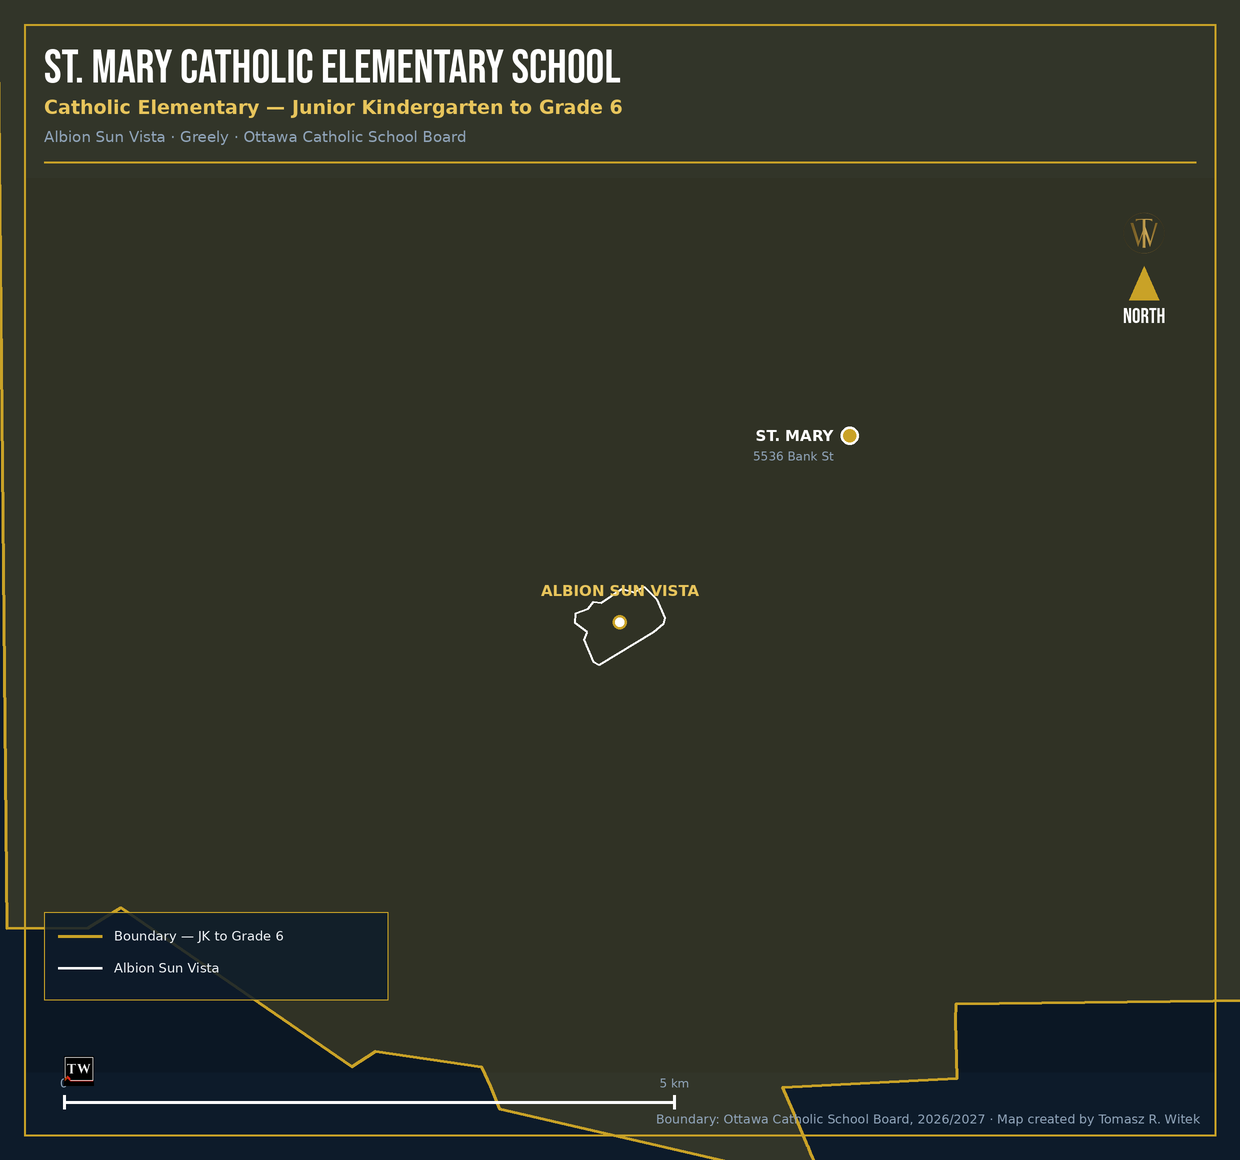 ST. MARY CATHOLIC ELEMENTARY SCHOOL
Catholic Elementary — Junior Kindergarten to Grade 6
Albion Sun Vista · Greely · Ottawa Catholic School Board
TW
NORTH
ST. MARY
5536 Bank St
ALBION SUN VISTA
Boundary — JK to Grade 6
Albion Sun Vista
TW
0
5 km
Boundary: Ottawa Catholic School Board, 2026/2027 · Map created by Tomasz R. Witek